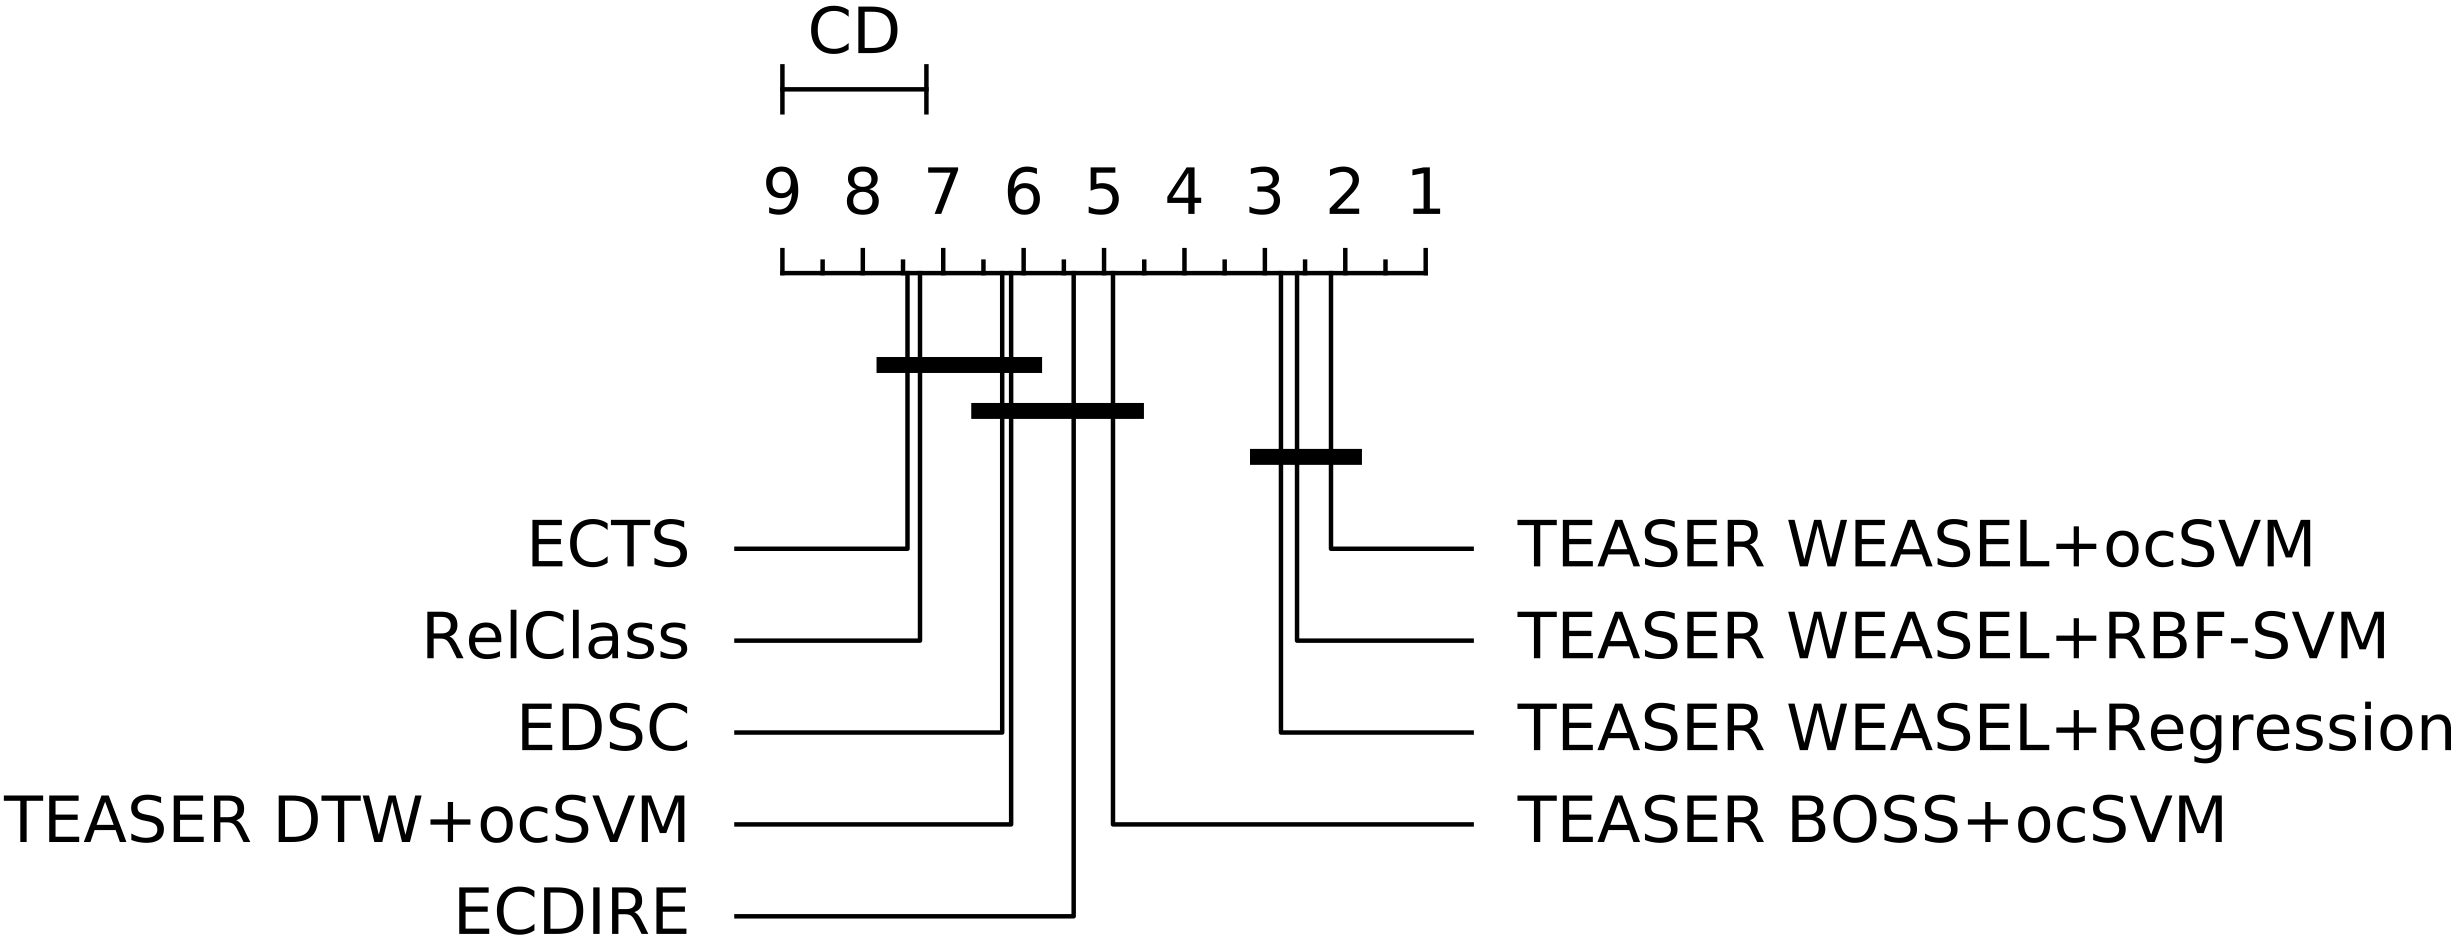 CD
9 8 7 6 5 4 3 2 1
ECTS
TEASER WEASEL+ocSVM
RelClass
TEASER WEASEL+RBF-SVM
EDSC
TEASER WEASEL+Regression
TEASER DTW+ocSVM
TEASER BOSS+ocSVM
ECDIRE